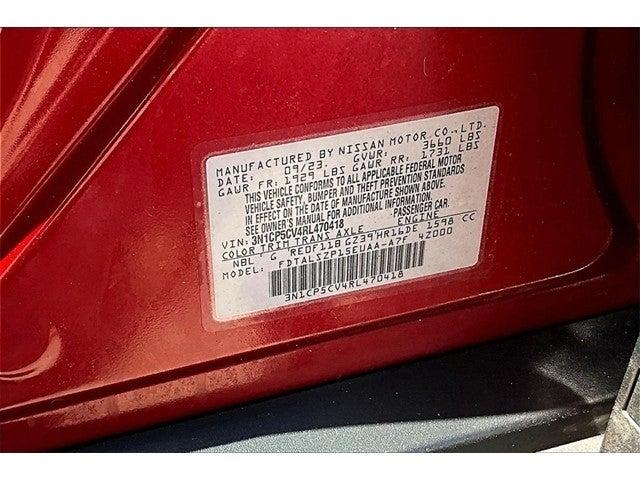 MANUFACTURED BY NISSAN MOTOR CO.,LTD.
DATE: 09/23 GVWR: 3660 LBS
GAWR FR: 1929 LBS GAWR RR: 1731 LBS
THIS VEHICLE CONFORMS TO ALL APPLICABLE FEDERAL MOTOR
VEHICLE SAFETY, BUMPER, AND THEFT PREVENTION STANDARDS
IN EFFECT ON THE DATE OF MANUFACTURE SHOWN ABOVE.
SEE OWNER'S MANUAL FOR ADDITIONAL INFORMATION.
VIN: 3N1CP5CV4RL470418 PASSENGER CAR.
COLOR TRIM TRANS AXLE ENGINE
NBL G RE0F11B GZ39 HR16DE 1598 CC
MODEL: FDTALSZP15EUAA-A7F 4Z000
3N1CP5CV4RL470418